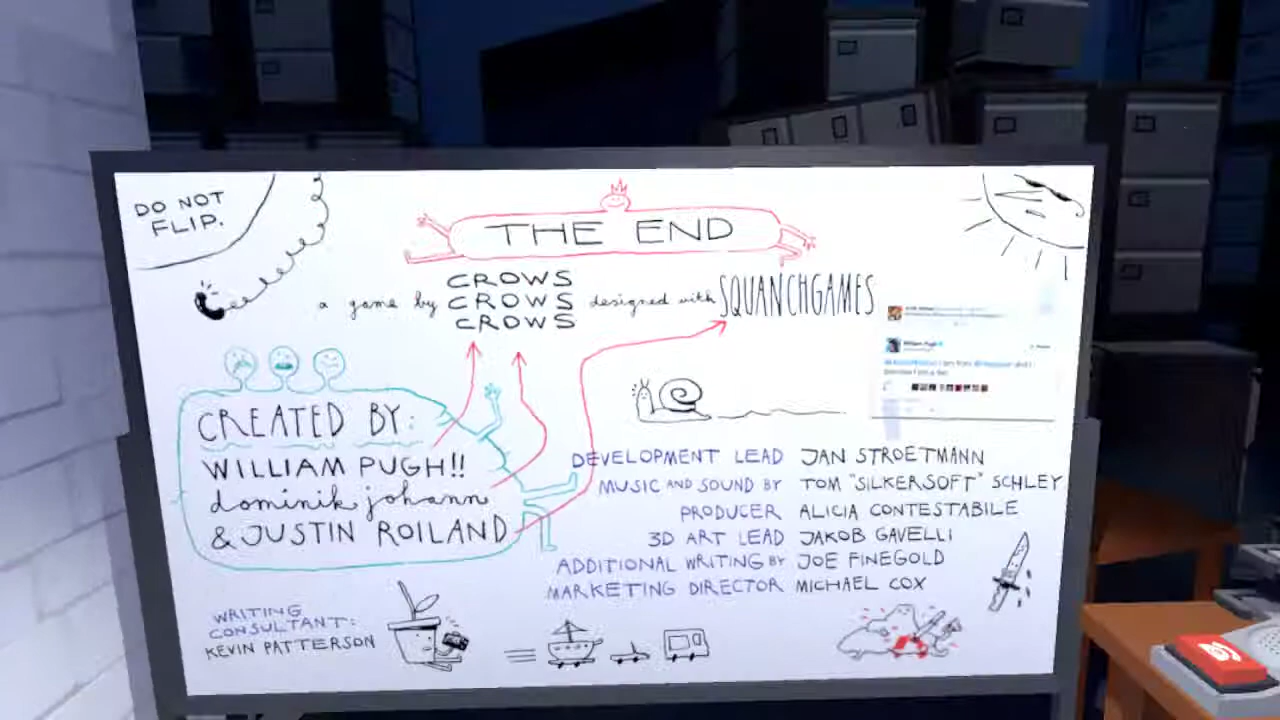 DO NOT
FLIP.
THE END
a game by CROWS CROWS CROWS designed with SQUANCHGAMES
CREATED BY:
WILLIAM PUGH!!
dominik johann
& JUSTIN ROILAND
DEVELOPMENT LEAD JAN STROETMANN
MUSIC AND SOUND BY TOM "SILKERSOFT" SCHLEY
PRODUCER ALICIA CONTESTABILE
3D ART LEAD JAKOB GAVELLI
ADDITIONAL WRITING BY JOE FINEGOLD
MARKETING DIRECTOR MICHAEL COX
WRITING
CONSULTANT:
KEVIN PATTERSON
William Pugh